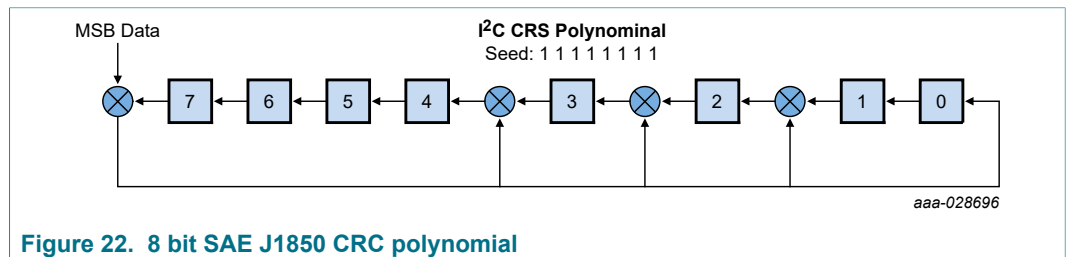 MSB Data
I²C CRS Polynominal
Seed: 1 1 1 1 1 1 1 1
7 6 5 4 3 2 1 0
aaa-028696
Figure 22. 8 bit SAE J1850 CRC polynomial